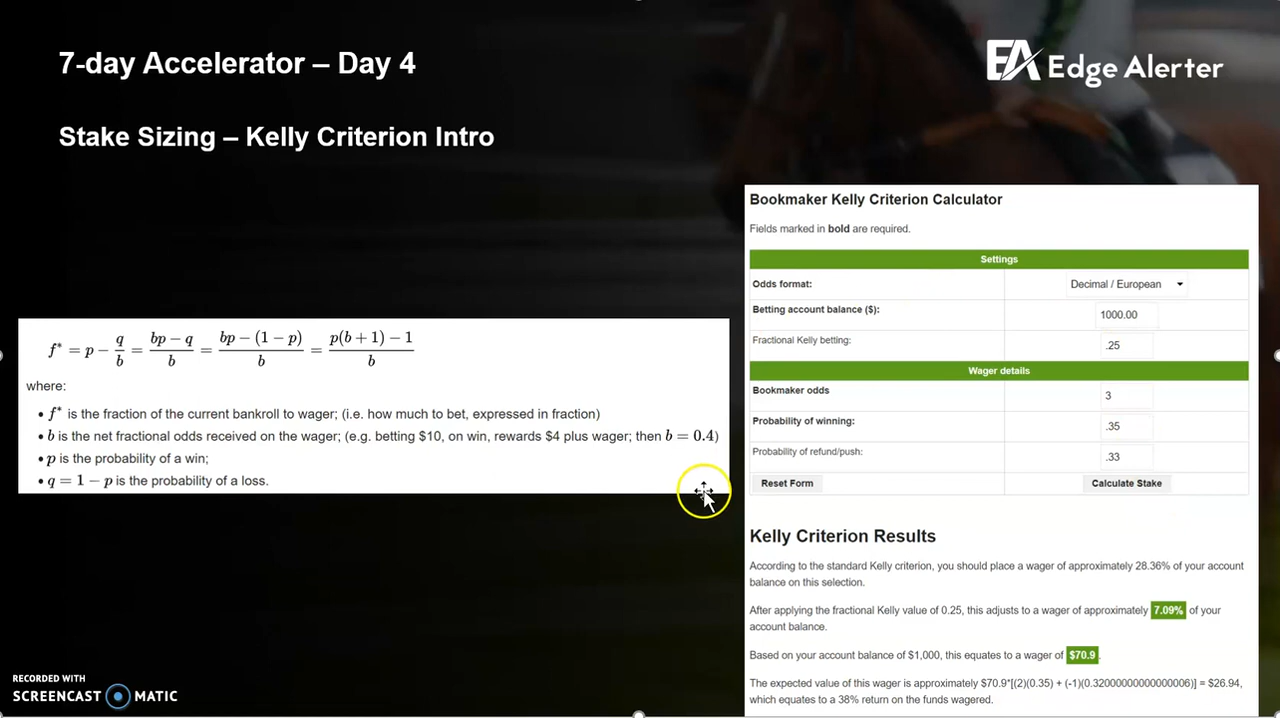 7-day Accelerator – Day 4
EA Edge Alerter
Stake Sizing – Kelly Criterion Intro
f* = p − q/b = (bp − q)/b = (bp − (1 − p))/b = (p(b + 1) − 1)/b
where:
• f* is the fraction of the current bankroll to wager; (i.e. how much to bet, expressed in fraction)
• b is the net fractional odds received on the wager; (e.g. betting $10, on win, rewards $4 plus wager; then b = 0.4)
• p is the probability of a win;
• q = 1 − p is the probability of a loss.
Bookmaker Kelly Criterion Calculator
Fields marked in bold are required.
Settings
Odds format: Decimal / European
Betting account balance ($): 1000.00
Fractional Kelly betting: .25
Wager details
Bookmaker odds 3
Probability of winning: .35
Probability of refund/push: .33
Reset Form Calculate Stake
Kelly Criterion Results
According to the standard Kelly criterion, you should place a wager of approximately 28.36% of your account
balance on this selection.
After applying the fractional Kelly value of 0.25, this adjusts to a wager of approximately 7.09% of your
account balance.
Based on your account balance of $1,000, this equates to a wager of $70.9.
The expected value of this wager is approximately $70.9*[(2)(0.35) + (-1)(0.32000000000000006)] = $26.94,
which equates to a 38% return on the funds wagered.
RECORDED WITH
SCREENCAST MATIC